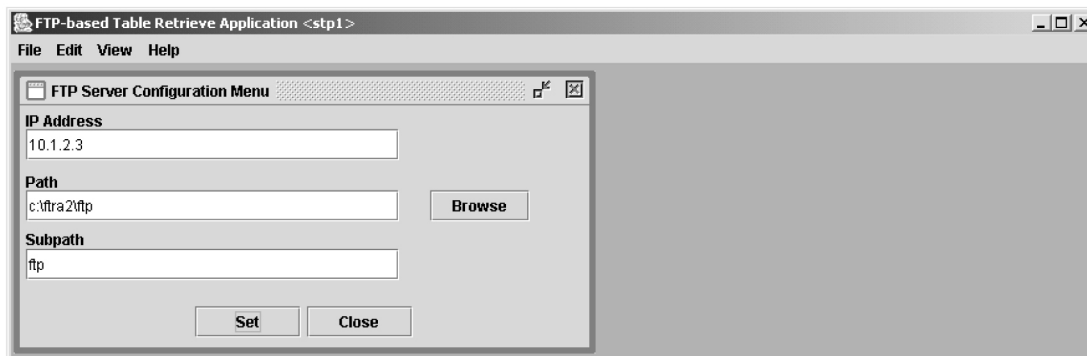 FTP-based Table Retrieve Application <stp1>
File Edit View Help
FTP Server Configuration Menu
IP Address
10.1.2.3
Path
c:\ftra2\ftp
Browse
Subpath
ftp
Set Close